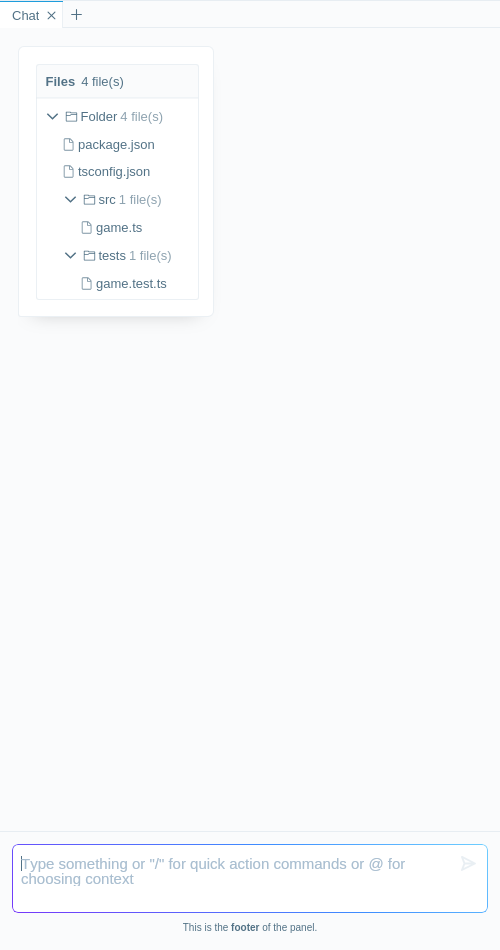 Chat
Files 4 file(s)
Folder 4 file(s)
package.json
tsconfig.json
src 1 file(s)
game.ts
tests 1 file(s)
game.test.ts
Type something or "/" for quick action commands or @ for
choosing context
This is the footer of the panel.